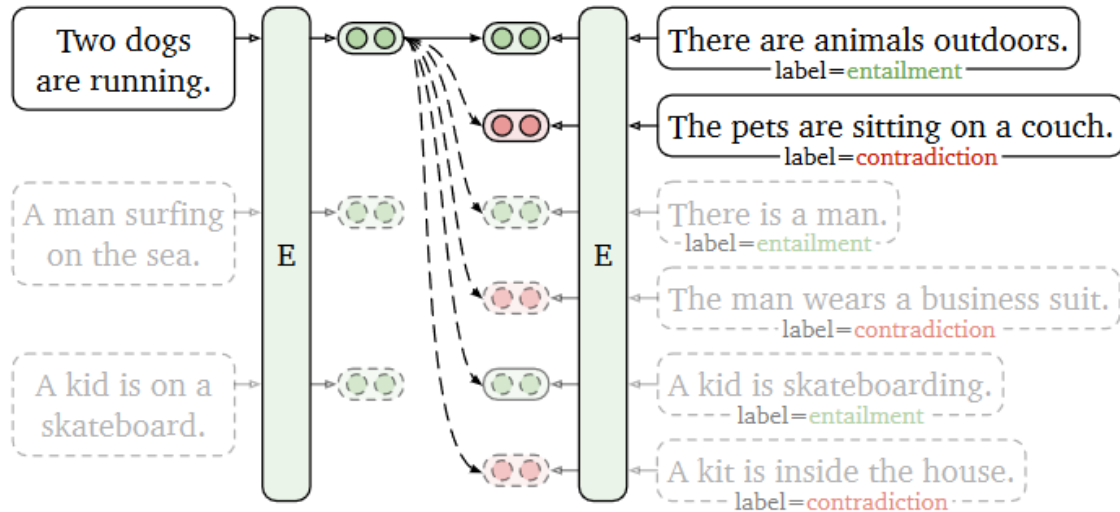 Two dogs
are running.
E
E
There are animals outdoors.
label=entailment
The pets are sitting on a couch.
label=contradiction
A man surfing
on the sea.
There is a man.
label=entailment
The man wears a business suit.
label=contradiction
A kid is on a
skateboard.
A kid is skateboarding.
label=entailment
A kit is inside the house.
label=contradiction